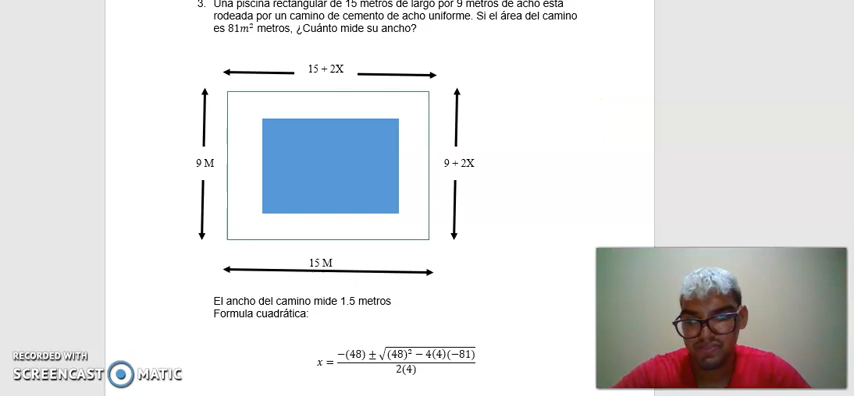 3. Una piscina rectangular de 15 metros de largo por 9 metros de acho esta
rodeada por un camino de cemento de acho uniforme. Si el área del camino
es 81m² metros, ¿Cuánto mide su ancho?
15 + 2X
9 M
9 + 2X
15 M
El ancho del camino mide 1.5 metros
Formula cuadrática:
x = (−(48) ± √((48)² − 4(4)(−81))) / 2(4)
RECORDED WITH
SCREENCAST MATIC